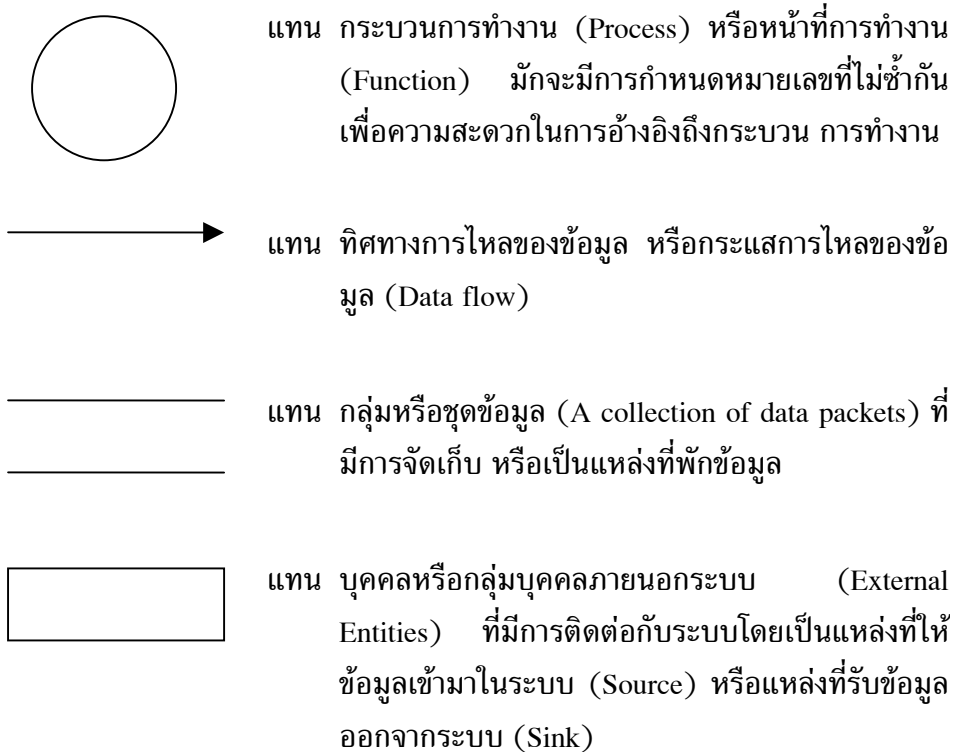 แทน กระบวนการทำงาน (Process) หรือหน้าที่การทำงาน
(Function) มักจะมีการกำหนดหมายเลขที่ไม่ซ้ำกัน
เพื่อความสะดวกในการอ้างอิงถึงกระบวน การทำงาน
แทน ทิศทางการไหลของข้อมูล หรือกระแสการไหลของข้อ
มูล (Data flow)
แทน กลุ่มหรือชุดข้อมูล (A collection of data packets) ที่
มีการจัดเก็บ หรือเป็นแหล่งที่พักข้อมูล
แทน บุคคลหรือกลุ่มบุคคลภายนอกระบบ (External
Entities) ที่มีการติดต่อกับระบบโดยเป็นแหล่งที่ให้
ข้อมูลเข้ามาในระบบ (Source) หรือแหล่งที่รับข้อมูล
ออกจากระบบ (Sink)